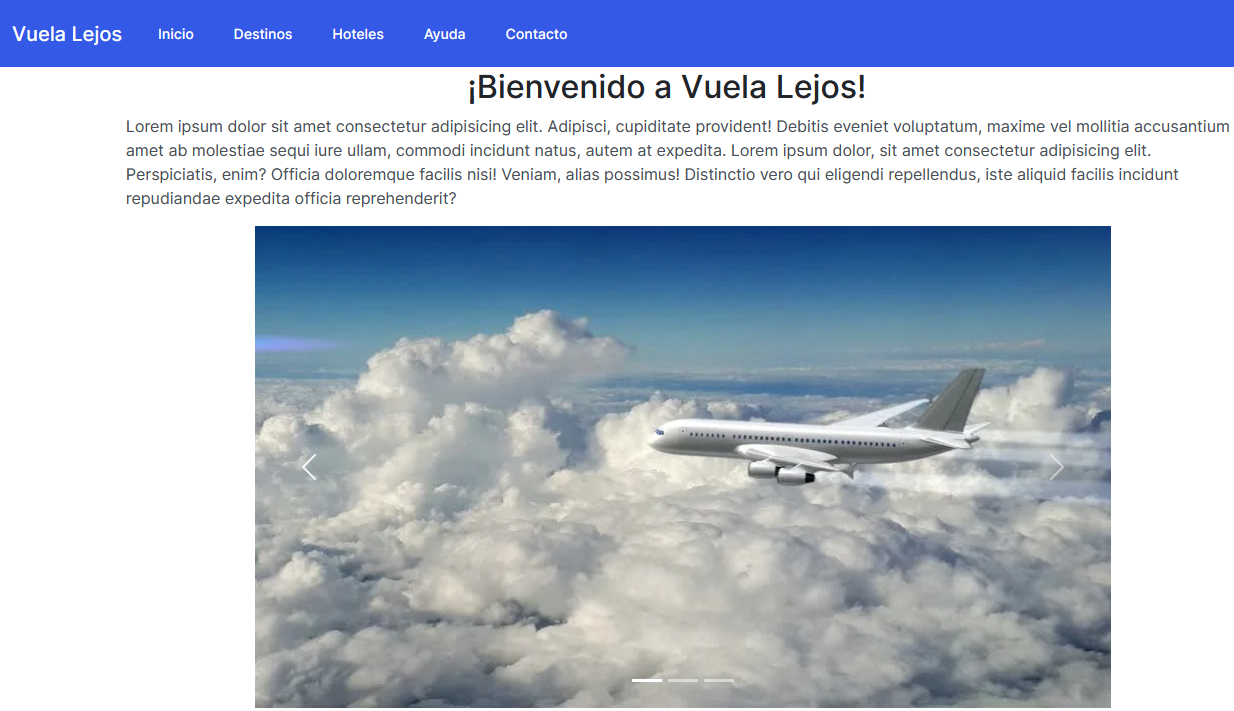 Vuela Lejos Inicio Destinos Hoteles Ayuda Contacto
¡Bienvenido a Vuela Lejos!
Lorem ipsum dolor sit amet consectetur adipisicing elit. Adipisci, cupiditate provident! Debitis eveniet voluptatum, maxime vel mollitia accusantium
amet ab molestiae sequi iure ullam, commodi incidunt natus, autem at expedita. Lorem ipsum dolor, sit amet consectetur adipisicing elit.
Perspiciatis, enim? Officia doloremque facilis nisi! Veniam, alias possimus! Distinctio vero qui eligendi repellendus, iste aliquid facilis incidunt
repudiandae expedita officia reprehenderit?